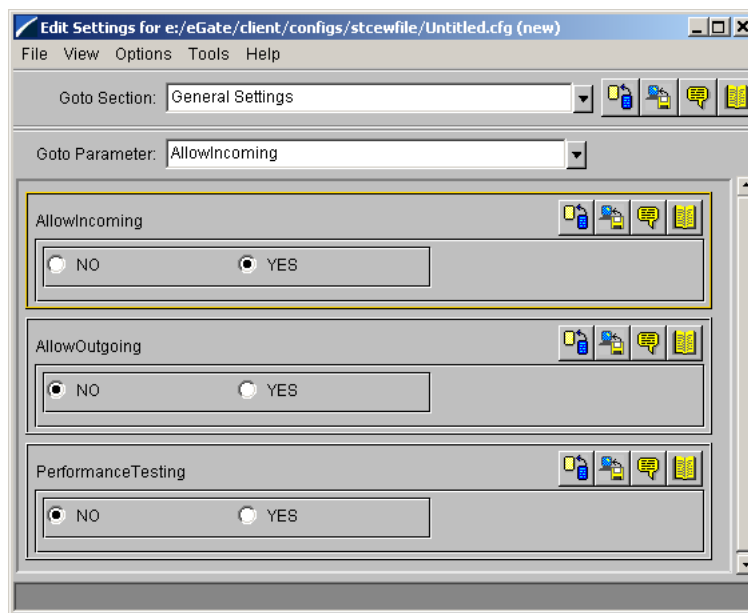 Edit Settings for e:/eGate/client/configs/stcewfile/Untitled.cfg (new)
File View Options Tools Help
Goto Section: General Settings
Goto Parameter: AllowIncoming
AllowIncoming
NO YES
AllowOutgoing
NO YES
PerformanceTesting
NO YES